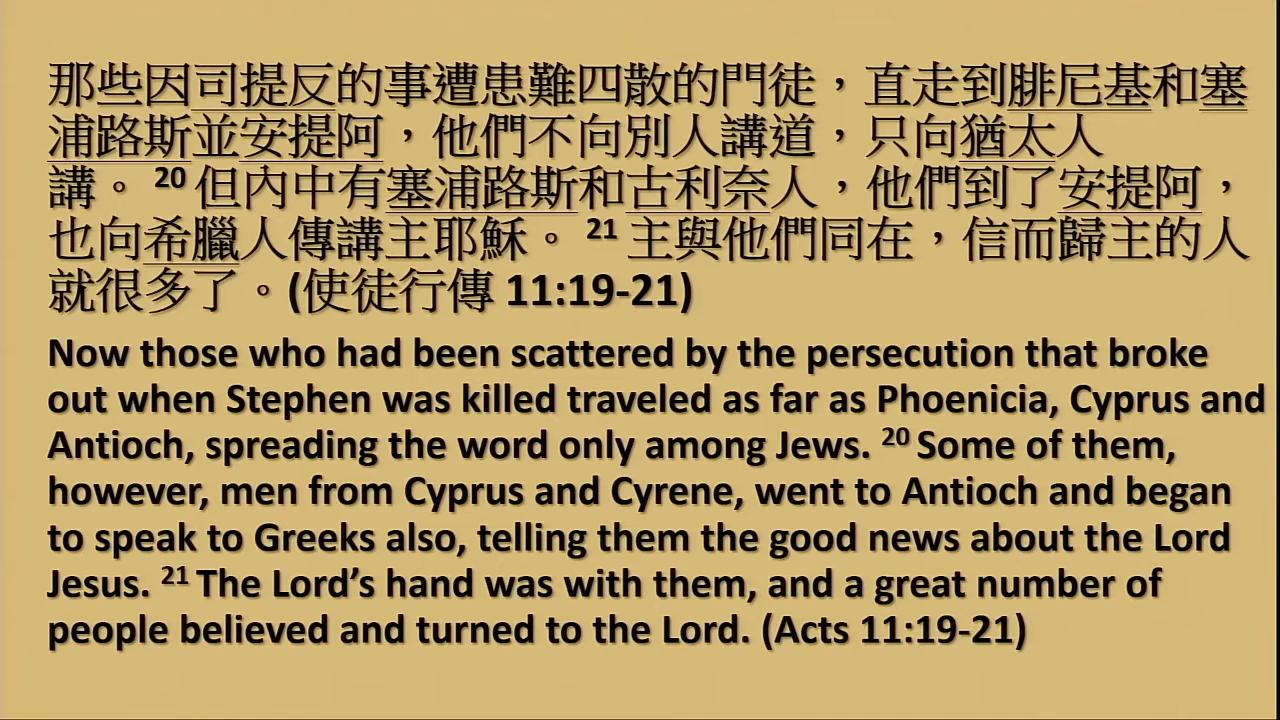 那些因司提反的事遭患難四散的門徒，直走到腓尼基和塞
浦路斯並安提阿，他們不向別人講道，只向猶太人
講。 20 但內中有塞浦路斯和古利奈人，他們到了安提阿，
也向希臘人傳講主耶穌。 21 主與他們同在，信而歸主的人
就很多了。(使徒行傳 11:19-21)
Now those who had been scattered by the persecution that broke
out when Stephen was killed traveled as far as Phoenicia, Cyprus and
Antioch, spreading the word only among Jews. 20 Some of them,
however, men from Cyprus and Cyrene, went to Antioch and began
to speak to Greeks also, telling them the good news about the Lord
Jesus. 21 The Lord’s hand was with them, and a great number of
people believed and turned to the Lord. (Acts 11:19-21)